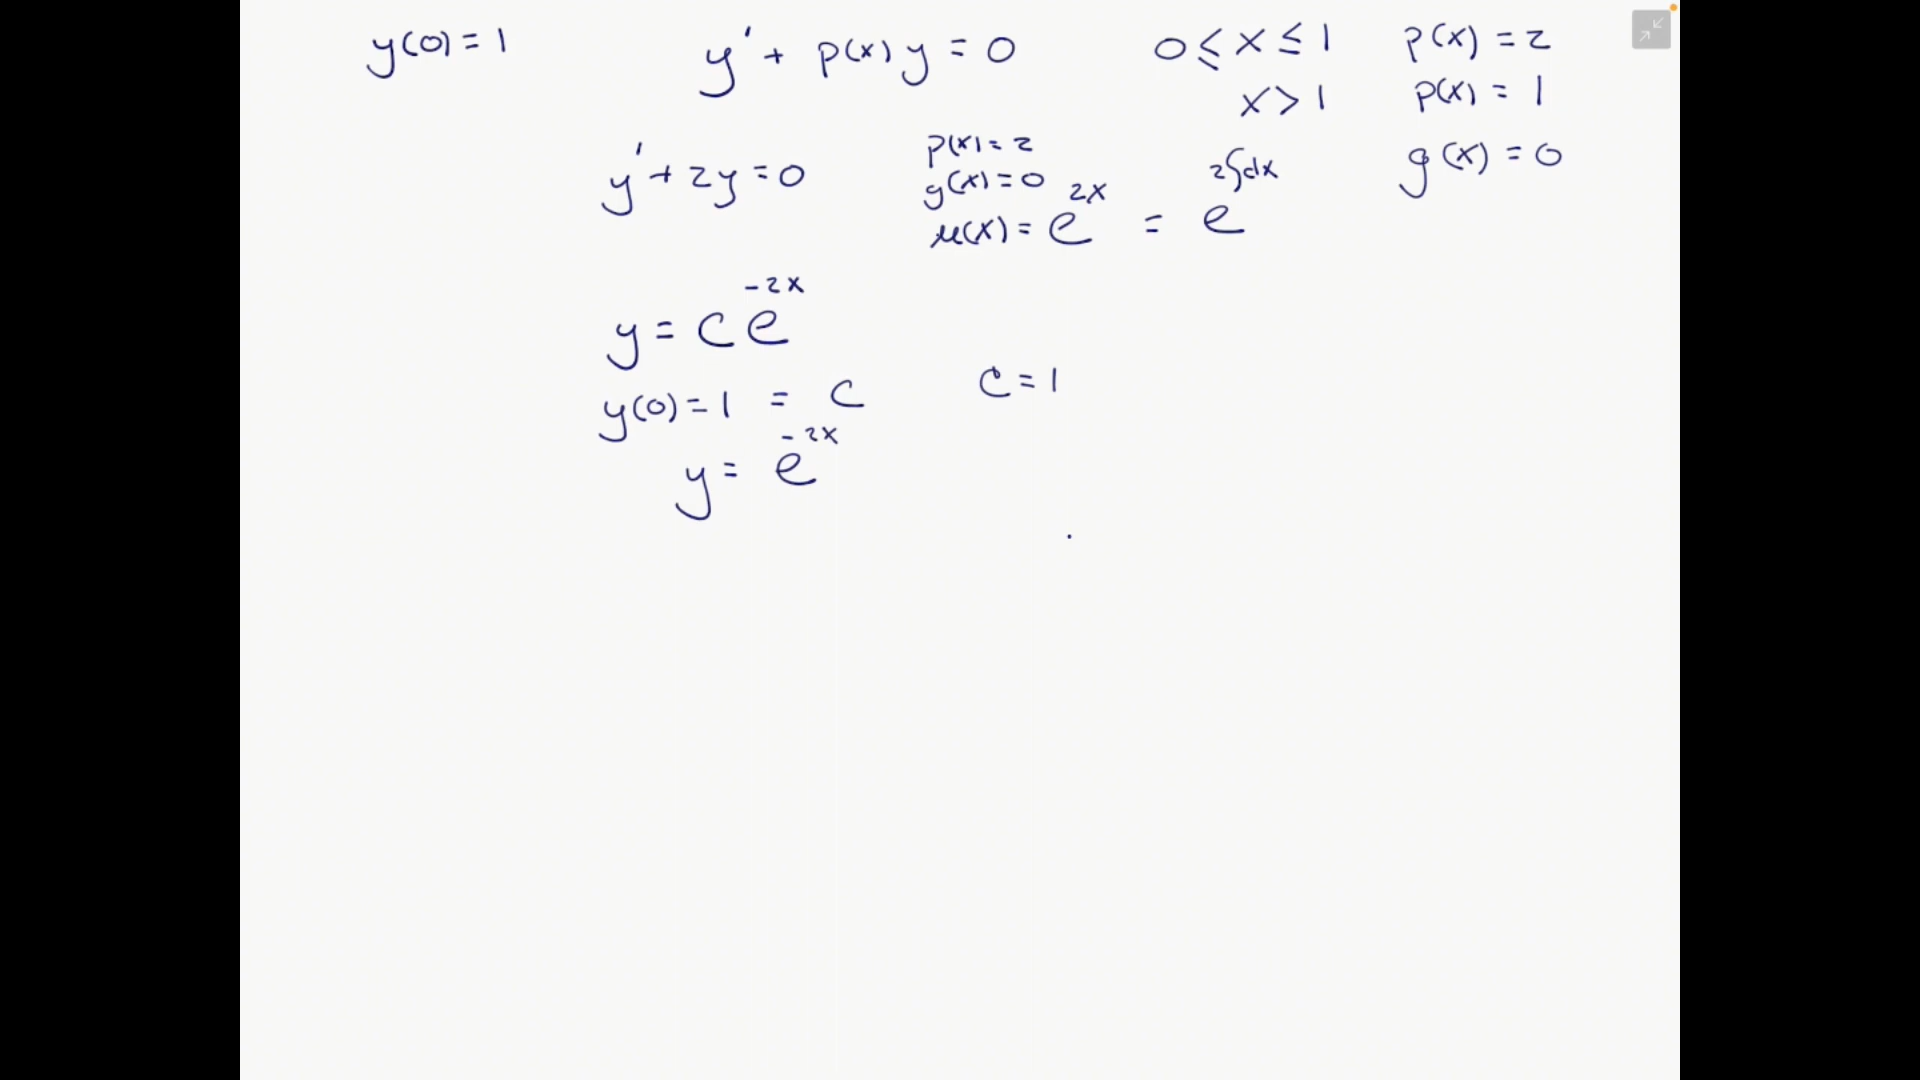 y(0) = 1 y' + p(x) y = 0 0 ≤ x ≤ 1 p(x) = 2
x > 1 p(x) = 1
y' + 2y = 0 p(x) = 2 g(x) = 0
g(x) = 0
μ(x) = e^{2x} = e^{2∫dx}
y = c e^{-2x}
y(0) = 1 = c c = 1
y = e^{-2x}